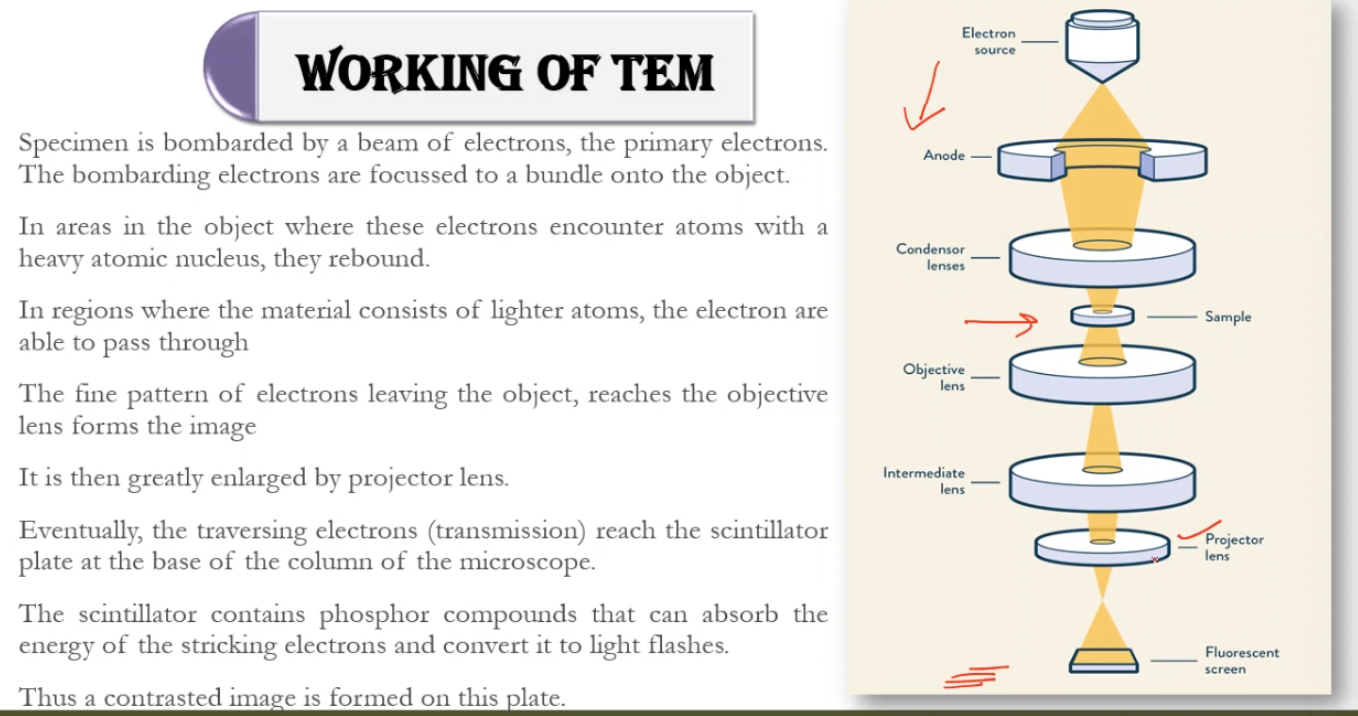 WORKING OF TEM
Specimen is bombarded by a beam of electrons, the primary electrons.
The bombarding electrons are focussed to a bundle onto the object.
In areas in the object where these electrons encounter atoms with a
heavy atomic nucleus, they rebound.
In regions where the material consists of lighter atoms, the electron are
able to pass through
The fine pattern of electrons leaving the object, reaches the objective
lens forms the image
It is then greatly enlarged by projector lens.
Eventually, the traversing electrons (transmission) reach the scintillator
plate at the base of the column of the microscope.
The scintillator contains phosphor compounds that can absorb the
energy of the stricking electrons and convert it to light flashes.
Thus a contrasted image is formed on this plate.
Electron
source
Anode
Condensor
lenses
Sample
Objective
lens
Intermediate
lens
Projector
lens
Fluorescent
screen